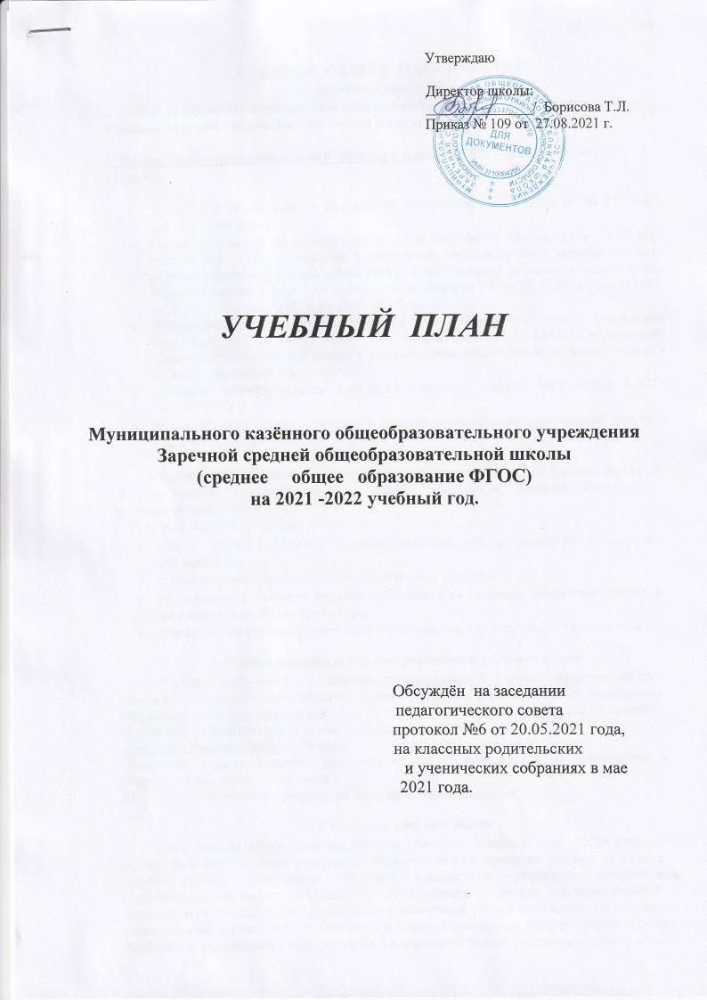 Утверждаю
Директор школы:
Борисова Т.Л.
Приказ № 109 от 27.08.2021 г.
ДЛЯ
ДОКУМЕНТОВ
УЧЕБНЫЙ ПЛАН
Муниципального казённого общеобразовательного учреждения
Заречной средней общеобразовательной школы
(среднее общее образование ФГОС)
на 2021 -2022 учебный год.
Обсуждён на заседании
педагогического совета
протокол №6 от 20.05.2021 года,
на классных родительских
и ученических собраниях в мае
2021 года.